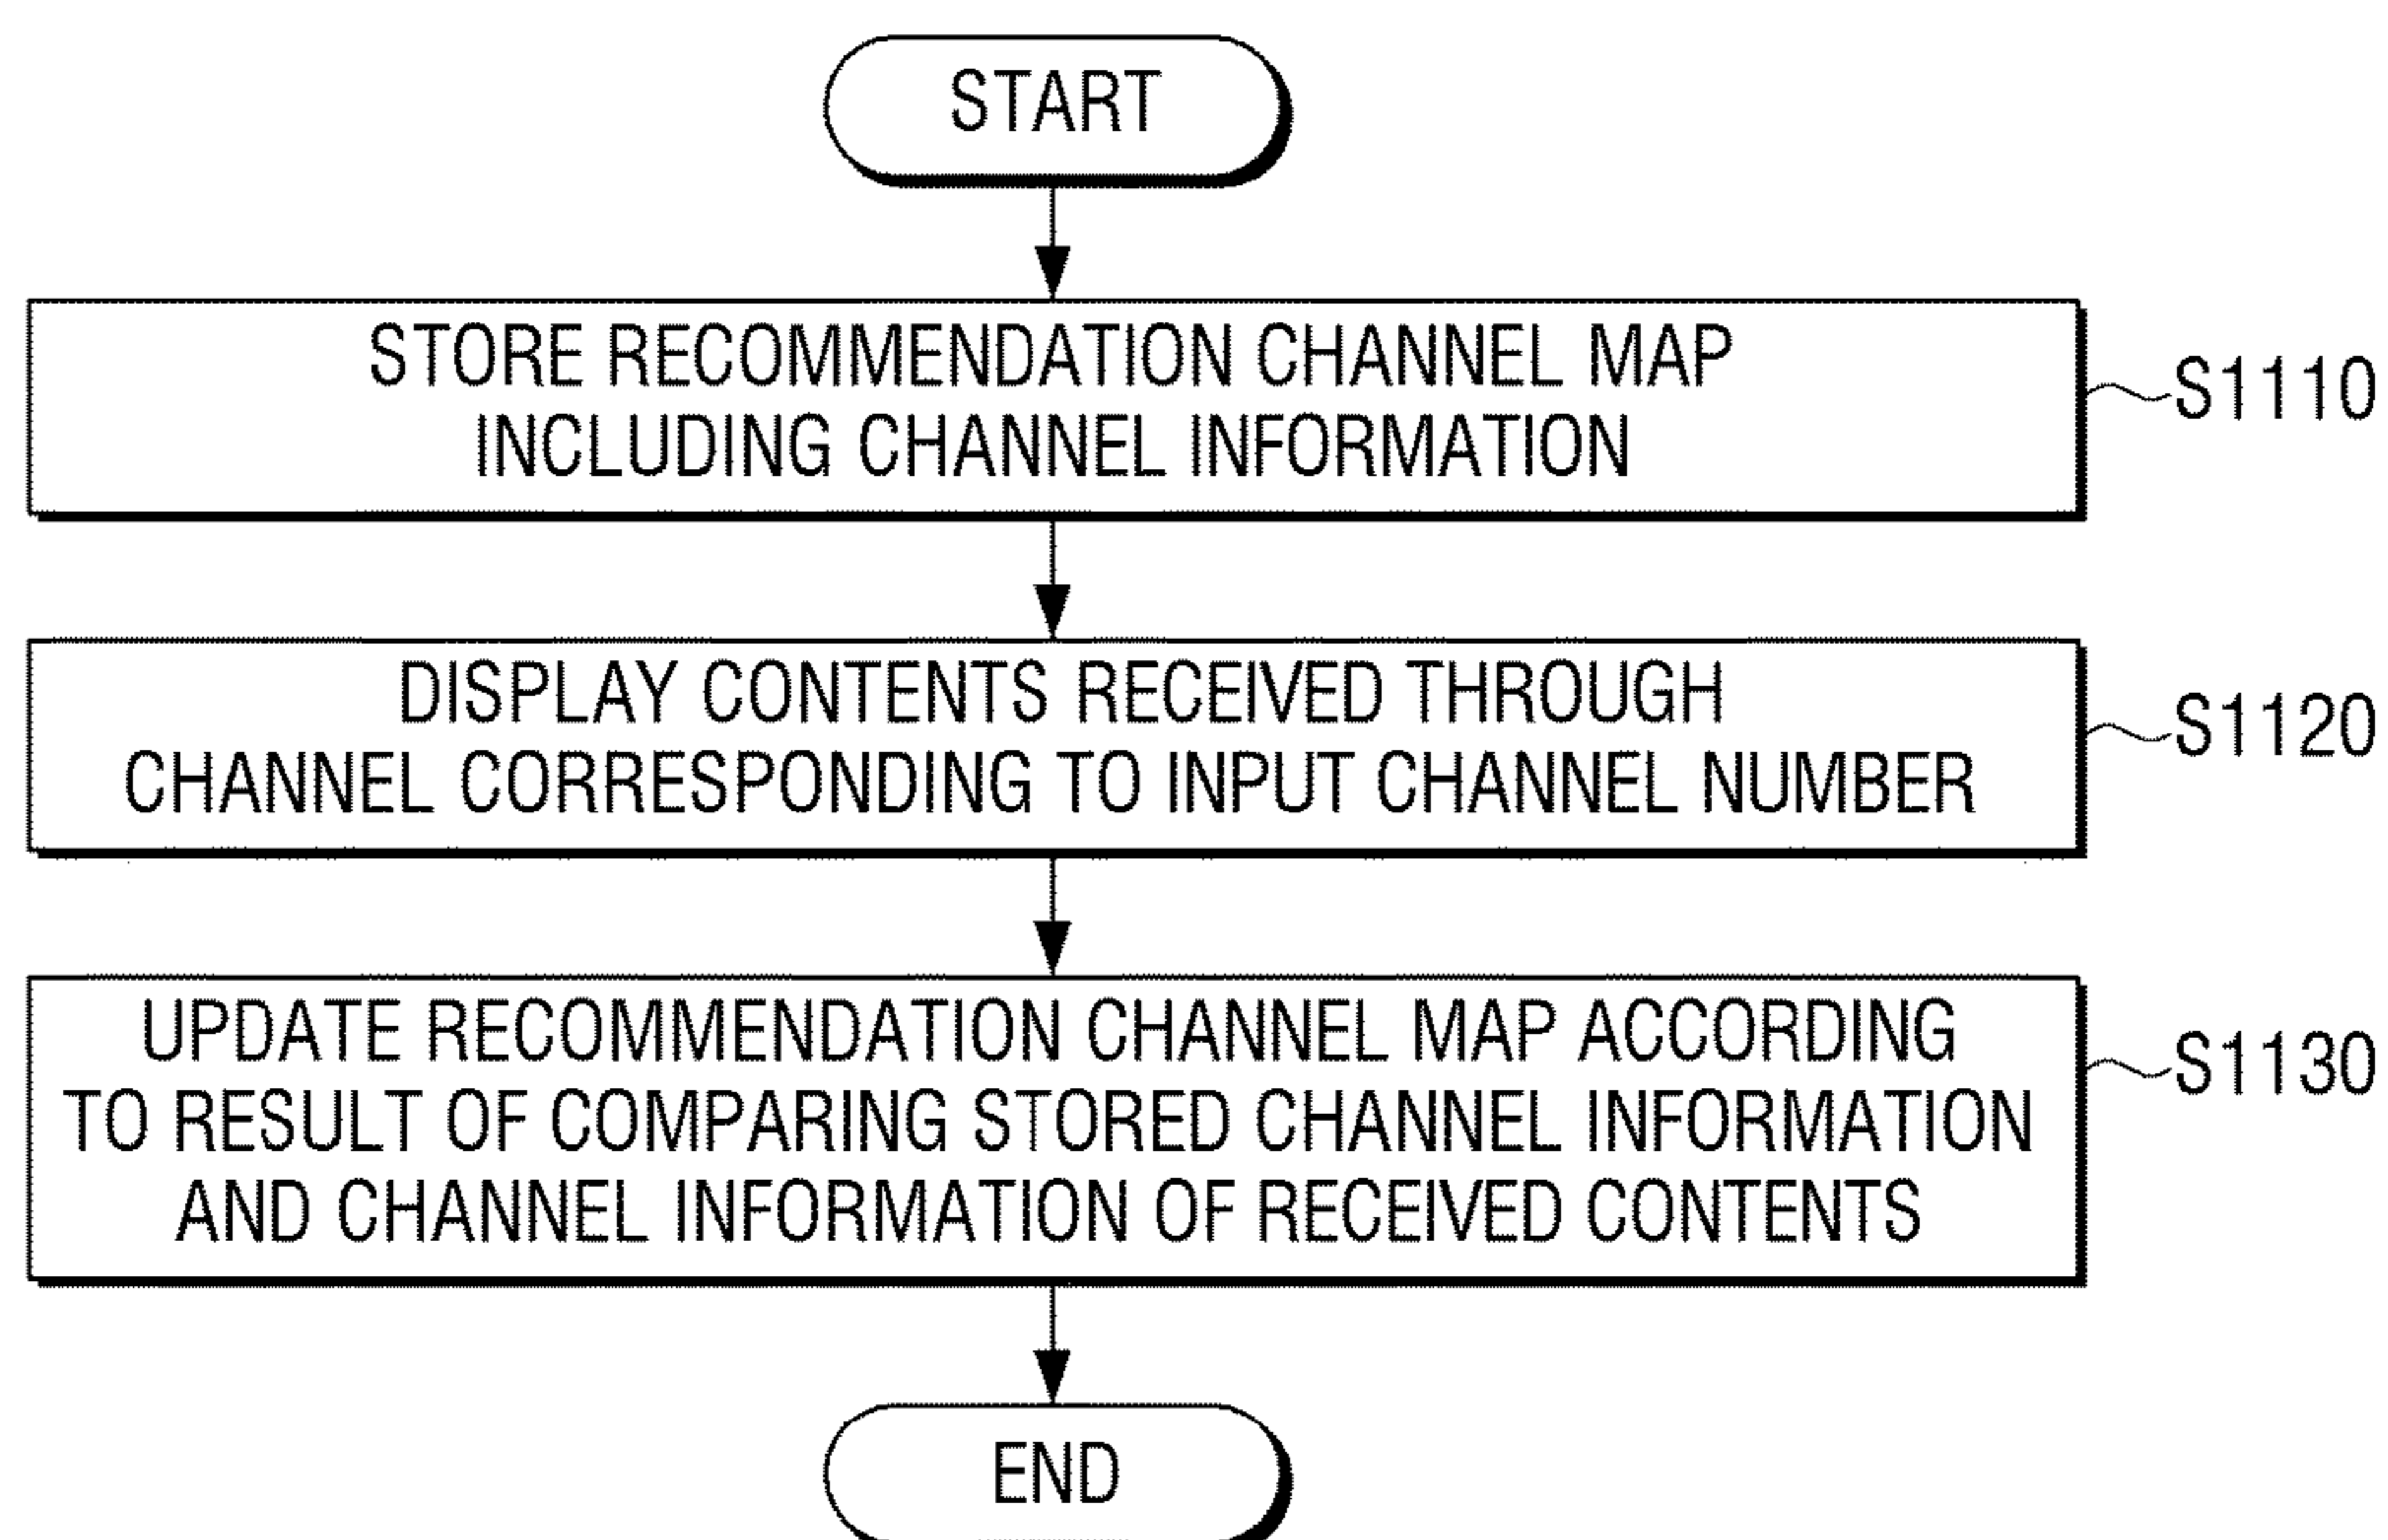 START
STORE RECOMMENDATION CHANNEL MAP
INCLUDING CHANNEL INFORMATION
S1110
DISPLAY CONTENTS RECEIVED THROUGH
CHANNEL CORRESPONDING TO INPUT CHANNEL NUMBER
S1120
UPDATE RECOMMENDATION CHANNEL MAP ACCORDING
TO RESULT OF COMPARING STORED CHANNEL INFORMATION
AND CHANNEL INFORMATION OF RECEIVED CONTENTS
S1130
END